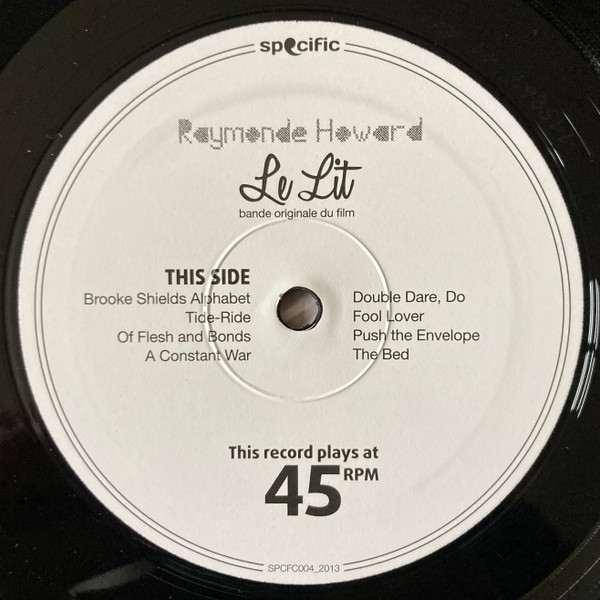 specific
Raymonde Howard
Le Lit
bande originale du film
THIS SIDE
Brooke Shields Alphabet
Tide-Ride
Of Flesh and Bonds
A Constant War
Double Dare, Do
Fool Lover
Push the Envelope
The Bed
This record plays at
45 RPM
SPCFC004_2013